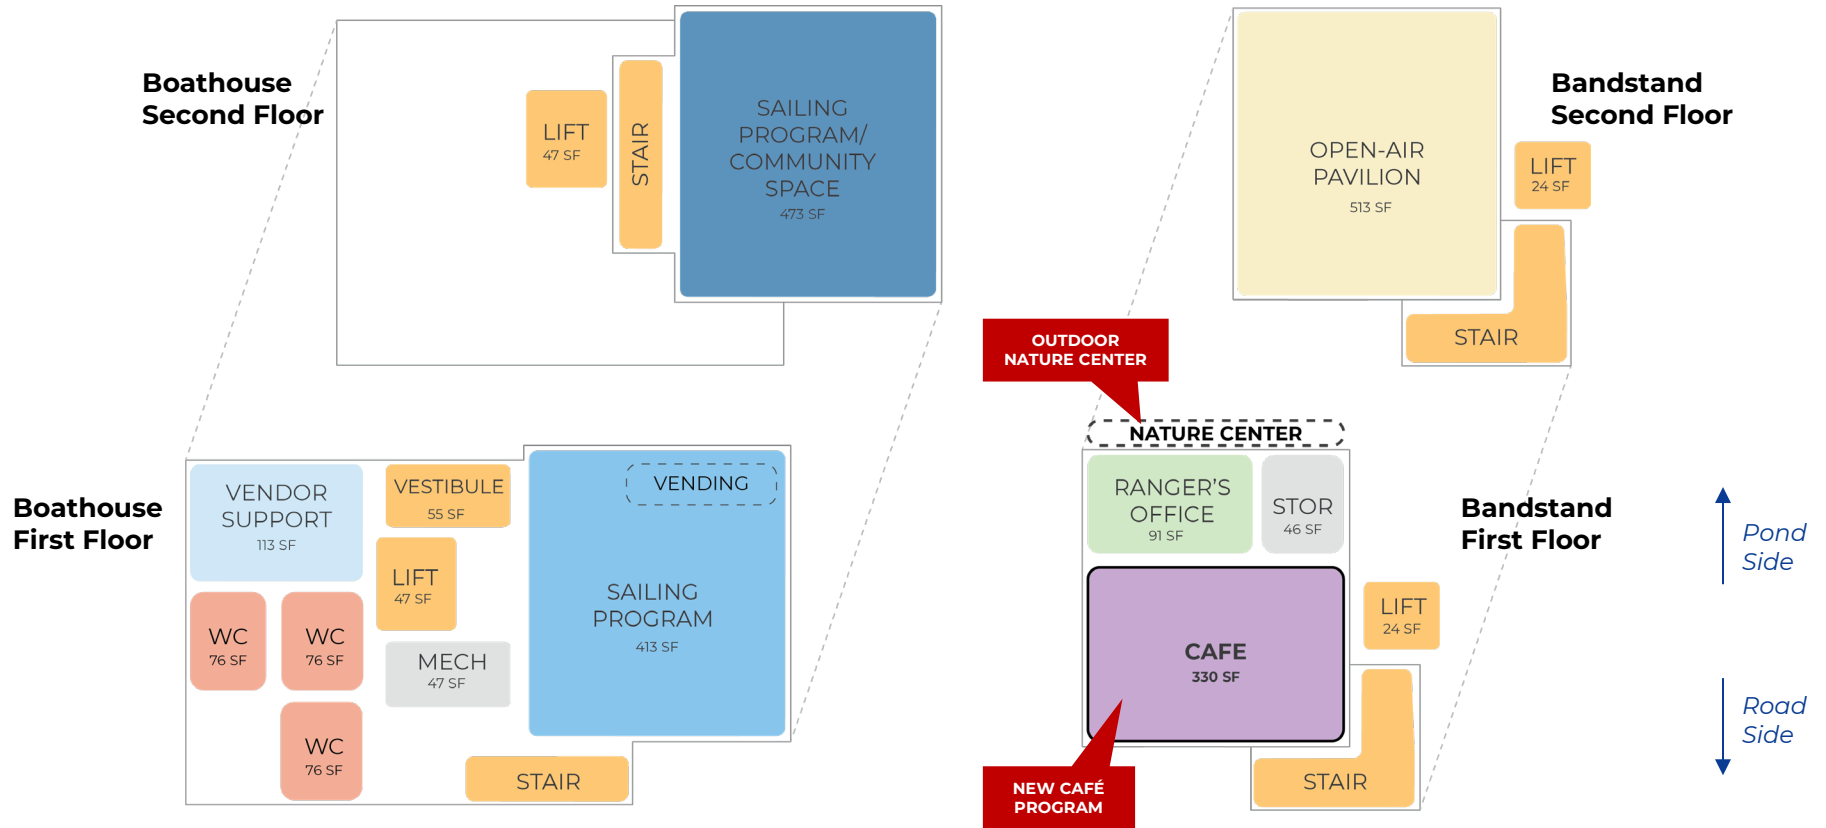 Boathouse
Second Floor
LIFT
47 SF
STAIR
SAILING
PROGRAM/
COMMUNITY
SPACE
473 SF
OPEN-AIR
PAVILION
513 SF
Bandstand
Second Floor
LIFT
24 SF
STAIR
OUTDOOR
NATURE CENTER
Boathouse
First Floor
VENDOR
SUPPORT
113 SF
VESTIBULE
55 SF
LIFT
47 SF
WC
76 SF
WC
76 SF
MECH
47 SF
WC
76 SF
STAIR
VENDING
SAILING
PROGRAM
413 SF
NATURE CENTER
RANGER'S
OFFICE
91 SF
STOR
46 SF
Bandstand
First Floor
CAFE
330 SF
LIFT
24 SF
STAIR
NEW CAFÉ
PROGRAM
Pond
Side
Road
Side